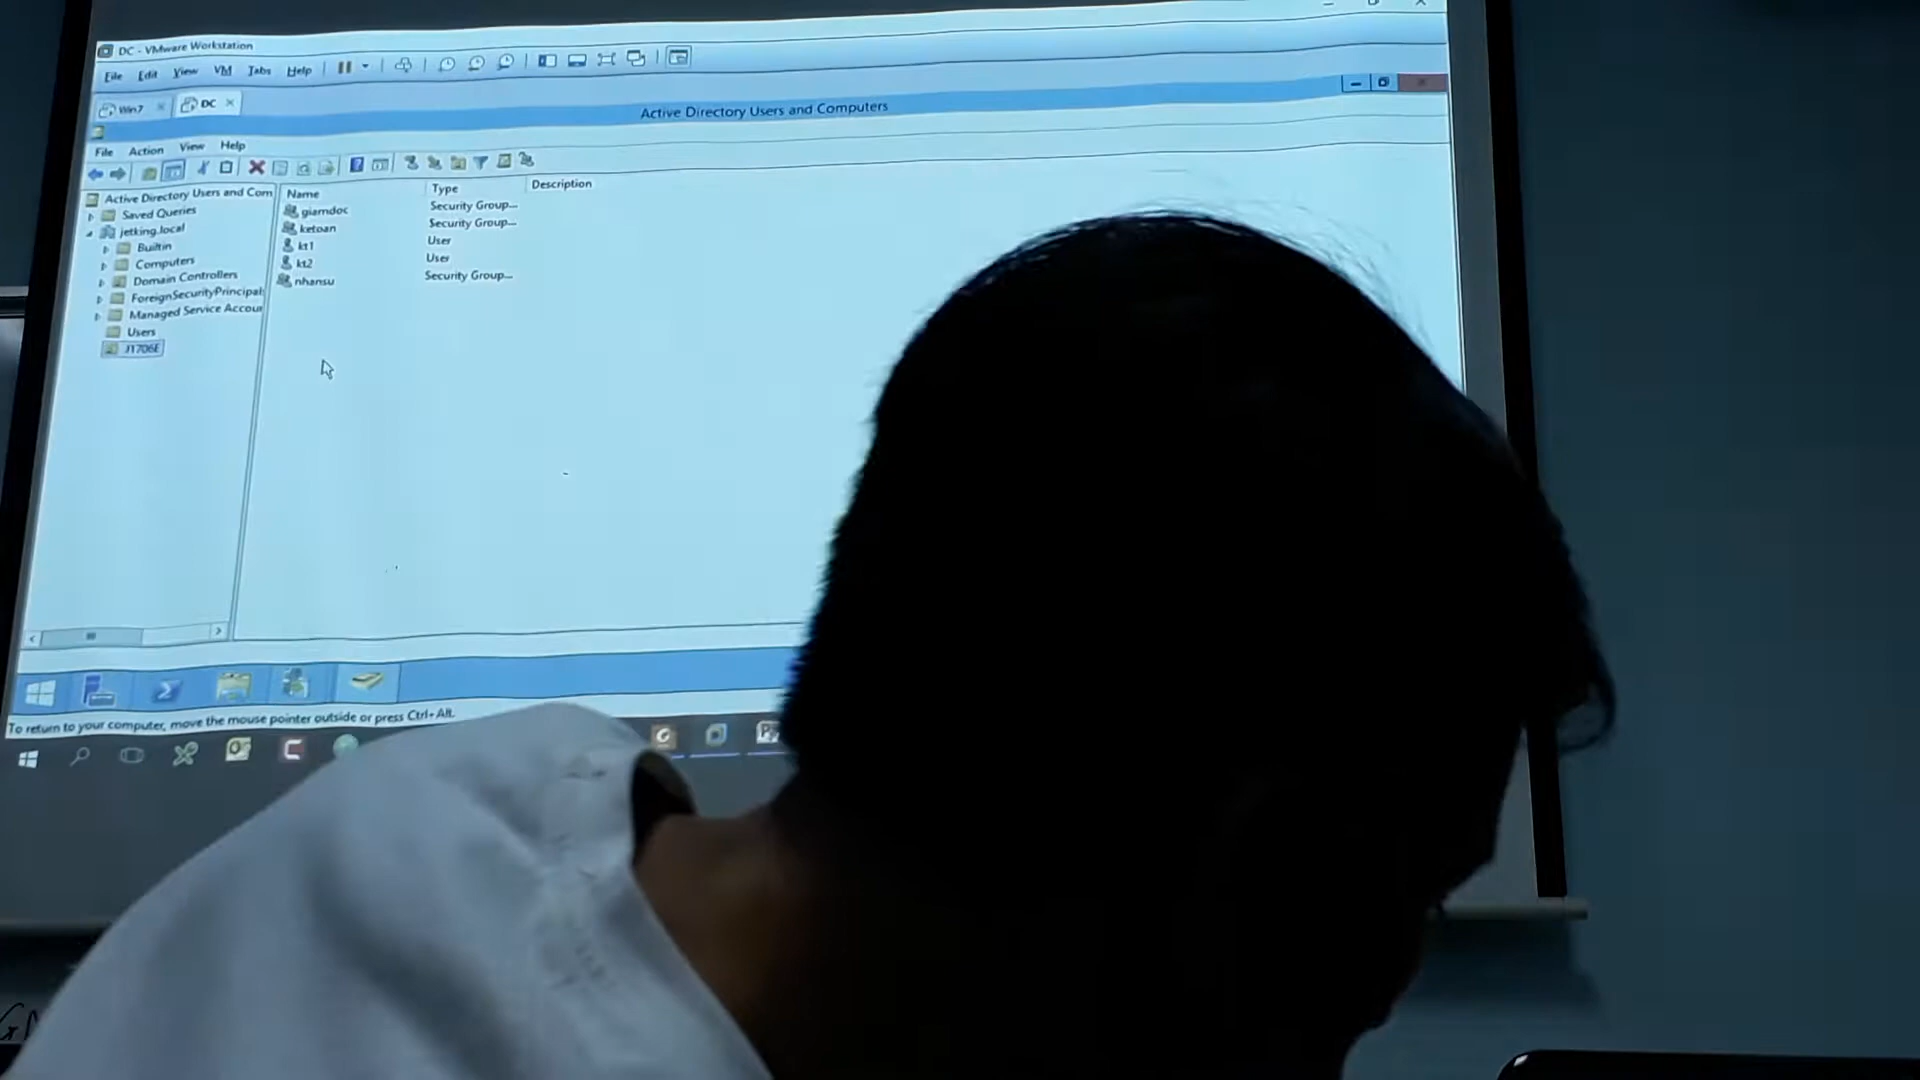 DC - VMware Workstation
File Edit View VM Tabs Help
Win7 DC
Active Directory Users and Computers
File Action View Help
Active Directory Users and Com
Saved Queries
jetking.local
Builtin
Computers
Domain Controllers
ForeignSecurityPrincipals
Managed Service Accoun
Users
J1706E
Name Type Description
giamdoc Security Group...
ketoan Security Group...
kt1 User
kt2 User
nhansu Security Group...
To return to your computer, move the mouse pointer outside or press Ctrl+Alt.